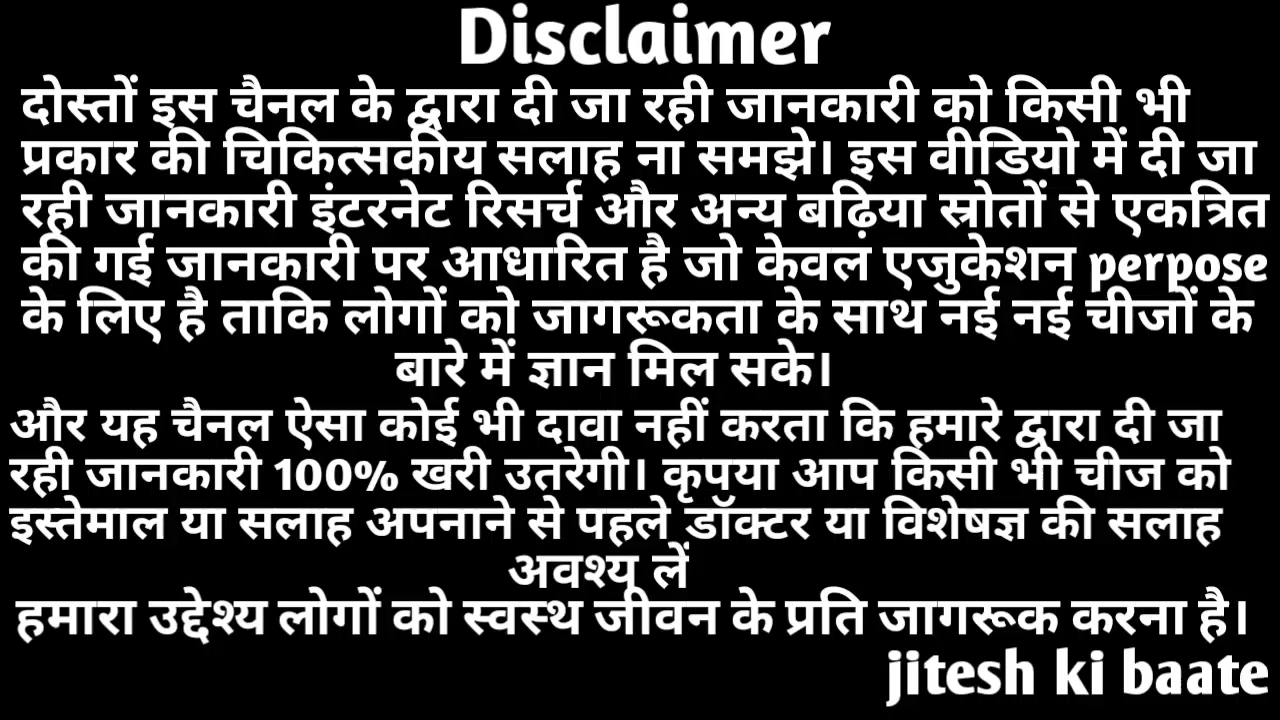 Disclaimer
दोस्तों इस चैनल के द्वारा दी जा रही जानकारी को किसी भी
प्रकार की चिकित्सकीय सलाह ना समझे। इस वीडियो में दी जा
रही जानकारी इंटरनेट रिसर्च और अन्य बढ़िया स्रोतों से एकत्रित
की गई जानकारी पर आधारित है जो केवल एजुकेशन perpose
के लिए है ताकि लोगों को जागरूकता के साथ नई नई चीजों के
बारे में ज्ञान मिल सके।
और यह चैनल ऐसा कोई भी दावा नहीं करता कि हमारे द्वारा दी जा
रही जानकारी 100% खरी उतरेगी। कृपया आप किसी भी चीज को
इस्तेमाल या सलाह अपनाने से पहले डॉक्टर या विशेषज्ञ की सलाह
अवश्य लें
हमारा उद्देश्य लोगों को स्वस्थ जीवन के प्रति जागरूक करना है।
jitesh ki baate